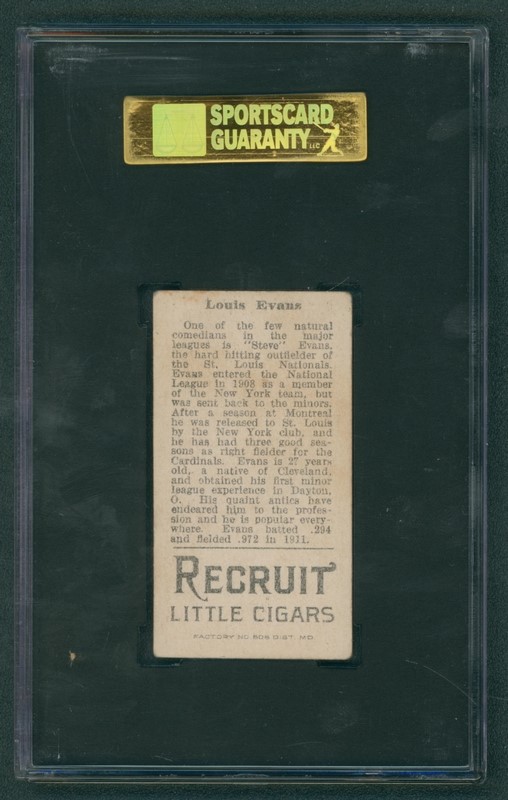 SPORTSCARD
GUARANTY LLC
Louis Evans
One of the few natural
comedians in the major
leagues is "Steve" Evans,
the hard hitting outfielder of
the St. Louis Nationals.
Evans entered the National
League in 1908 as a member
of the New York team, but
was sent back to the minors.
After a season at Montreal
he was released to St. Louis
by the New York club, and
he has had three good sea-
sons as right fielder for the
Cardinals. Evans is 27 years
old, a native of Cleveland,
and obtained his first minor
league experience in Dayton,
O. His quaint antics have
endeared him to the profes-
sion and he is popular every-
where. Evans batted .294
and fielded .972 in 1911.
RECRUIT
LITTLE CIGARS
FACTORY NO 606 DIST. MD.